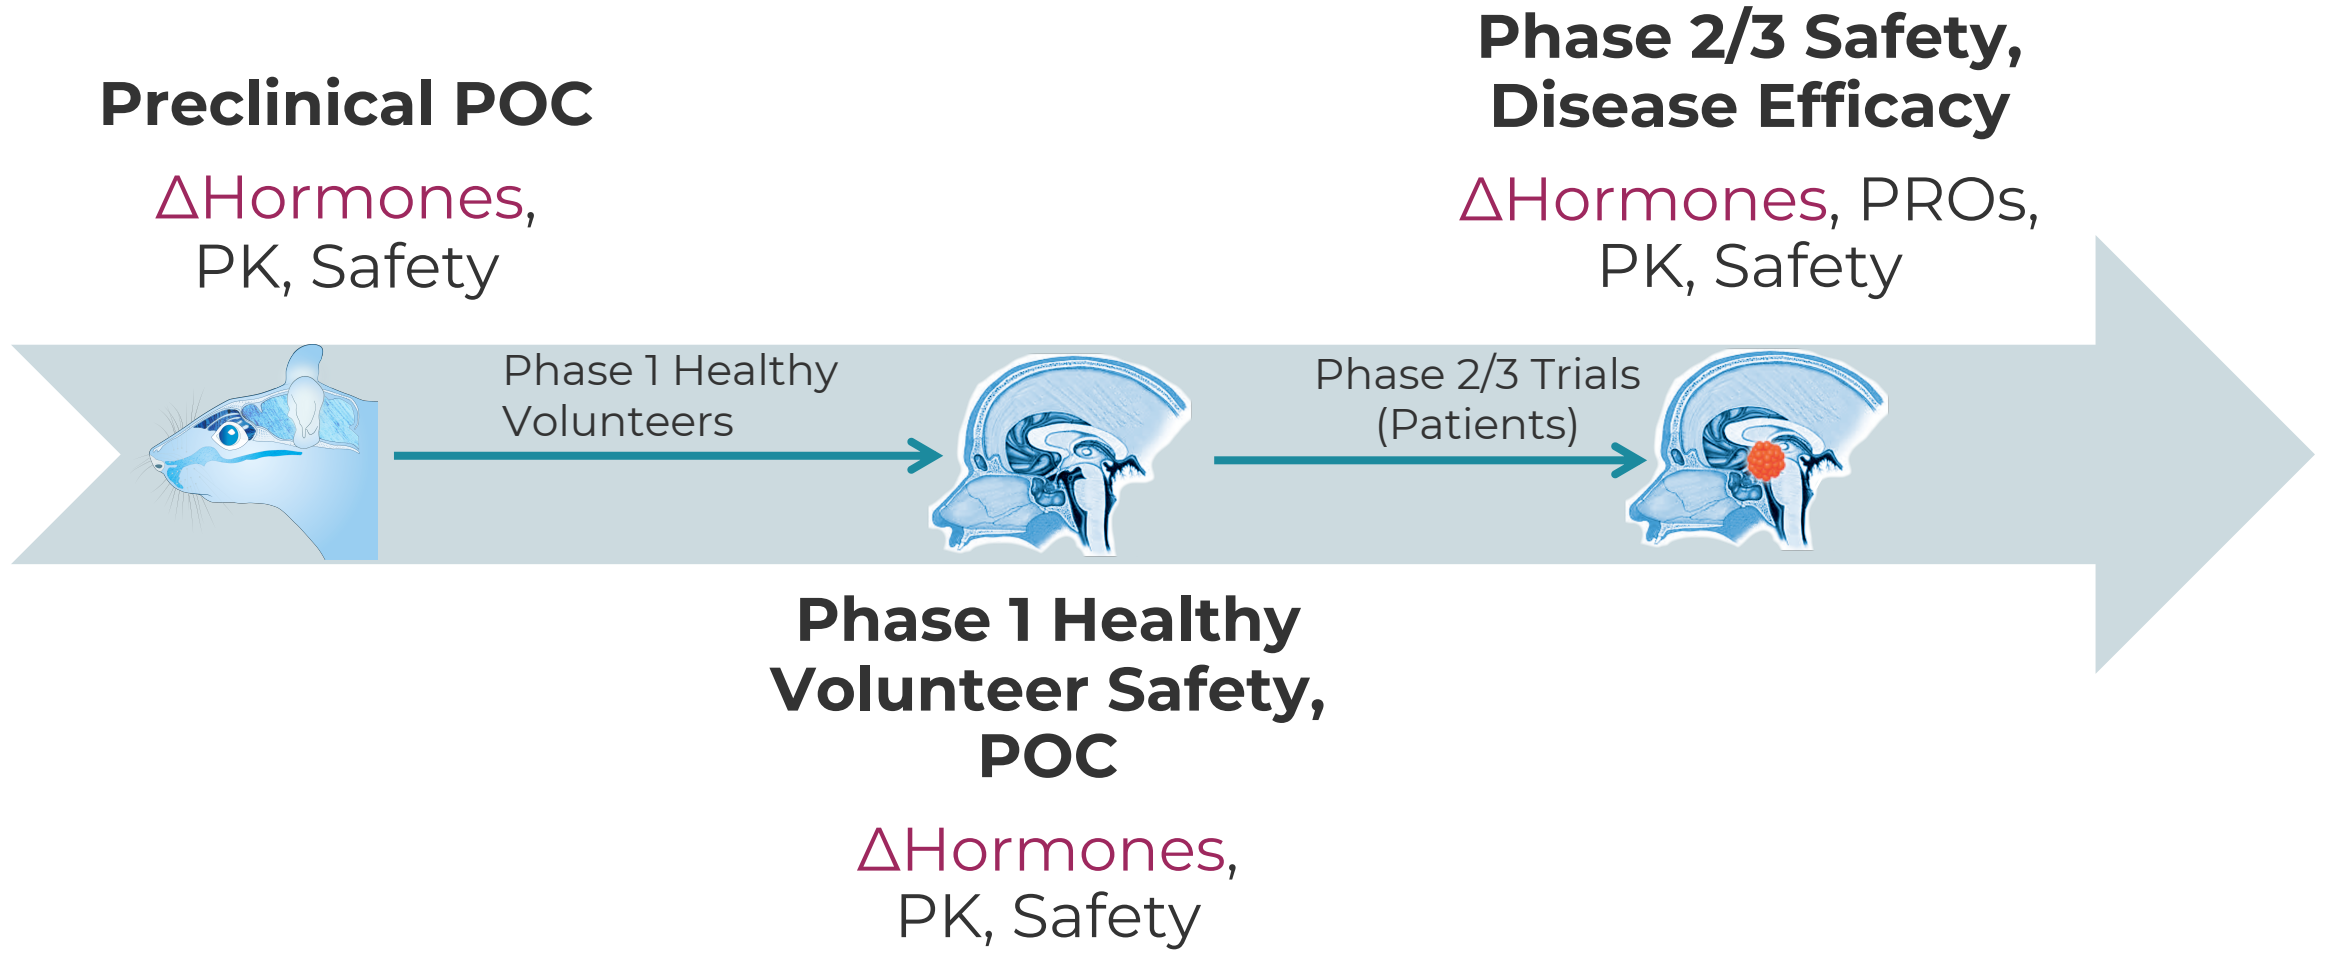 Preclinical POC
ΔHormones,
PK, Safety
Phase 1 Healthy
Volunteers
Phase 1 Healthy
Volunteer Safety,
POC
ΔHormones,
PK, Safety
Phase 2/3 Trials
(Patients)
Phase 2/3 Safety,
Disease Efficacy
ΔHormones, PROs,
PK, Safety